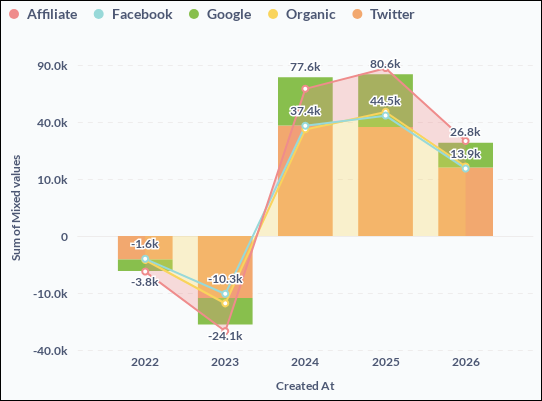 Affiliate Facebook Google Organic Twitter
90.0k
40.0k
10.0k
0
-10.0k
-40.0k
Sum of Mixed values
77.6k
80.6k
37.4k
44.5k
26.8k
13.9k
-1.6k
-3.8k
-10.3k
-24.1k
2022 2023 2024 2025 2026
Created At